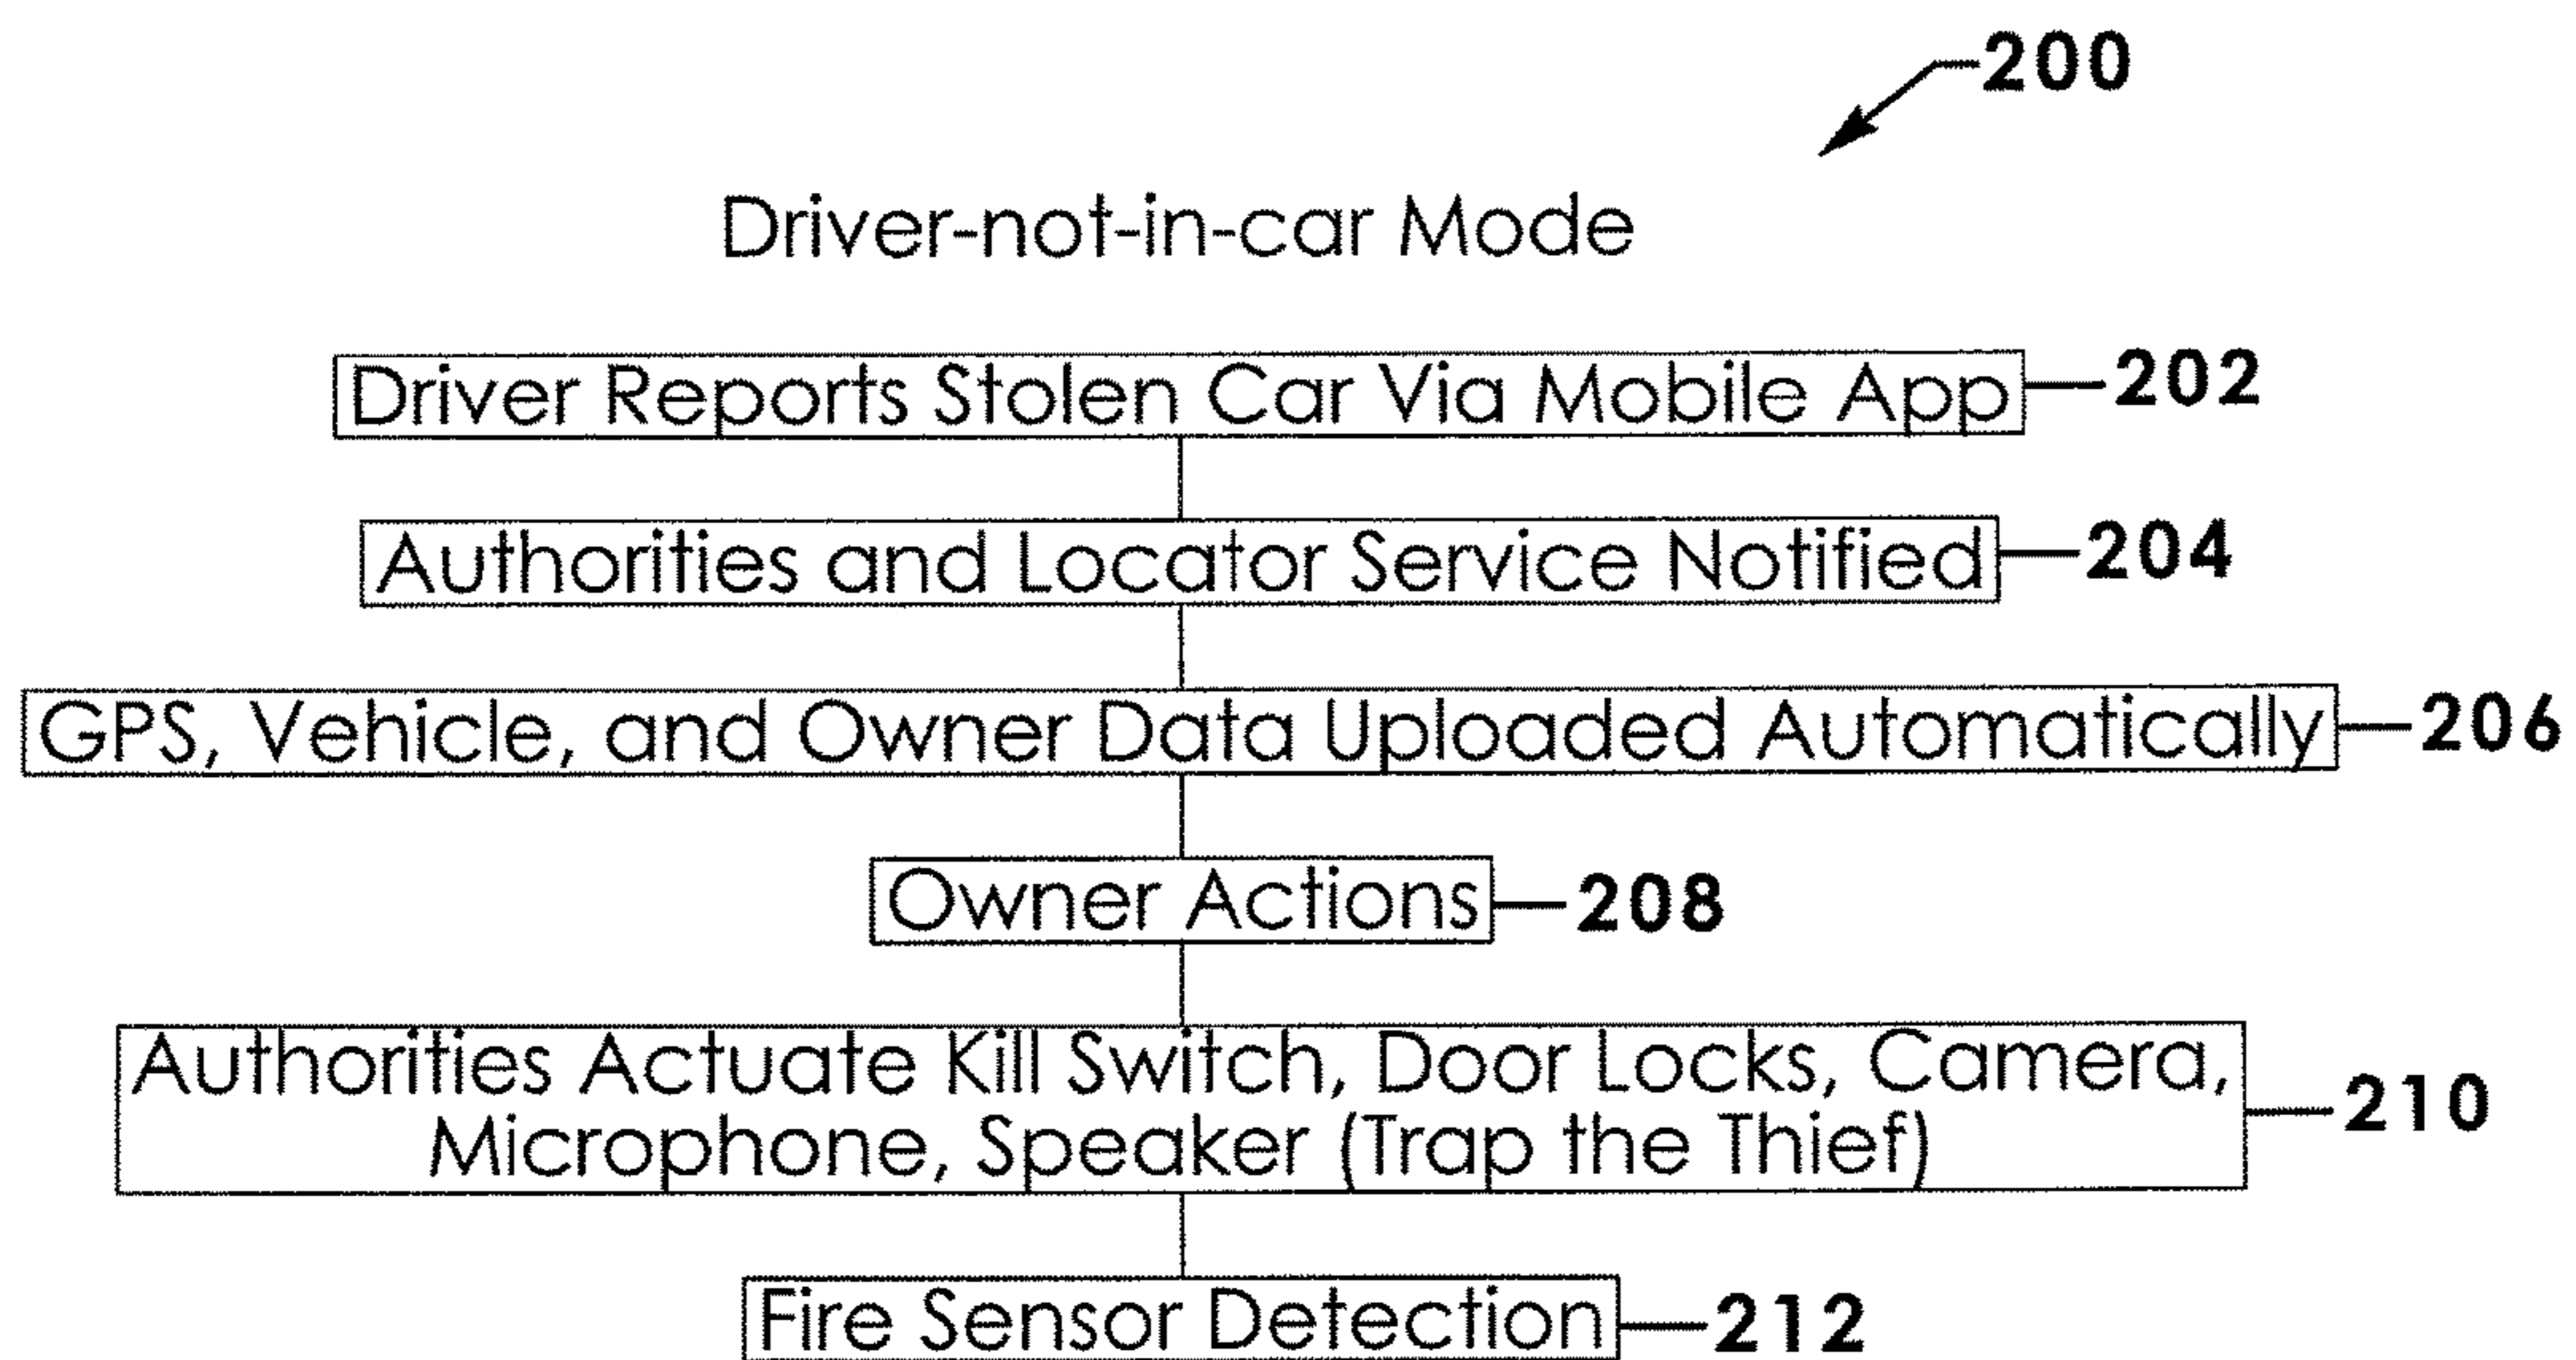 200
Driver-not-in-car Mode
Driver Reports Stolen Car Via Mobile App 202
Authorities and Locator Service Notified 204
GPS, Vehicle, and Owner Data Uploaded Automatically 206
Owner Actions 208
Authorities Actuate Kill Switch, Door Locks, Camera,
Microphone, Speaker (Trap the Thief) 210
Fire Sensor Detection 212